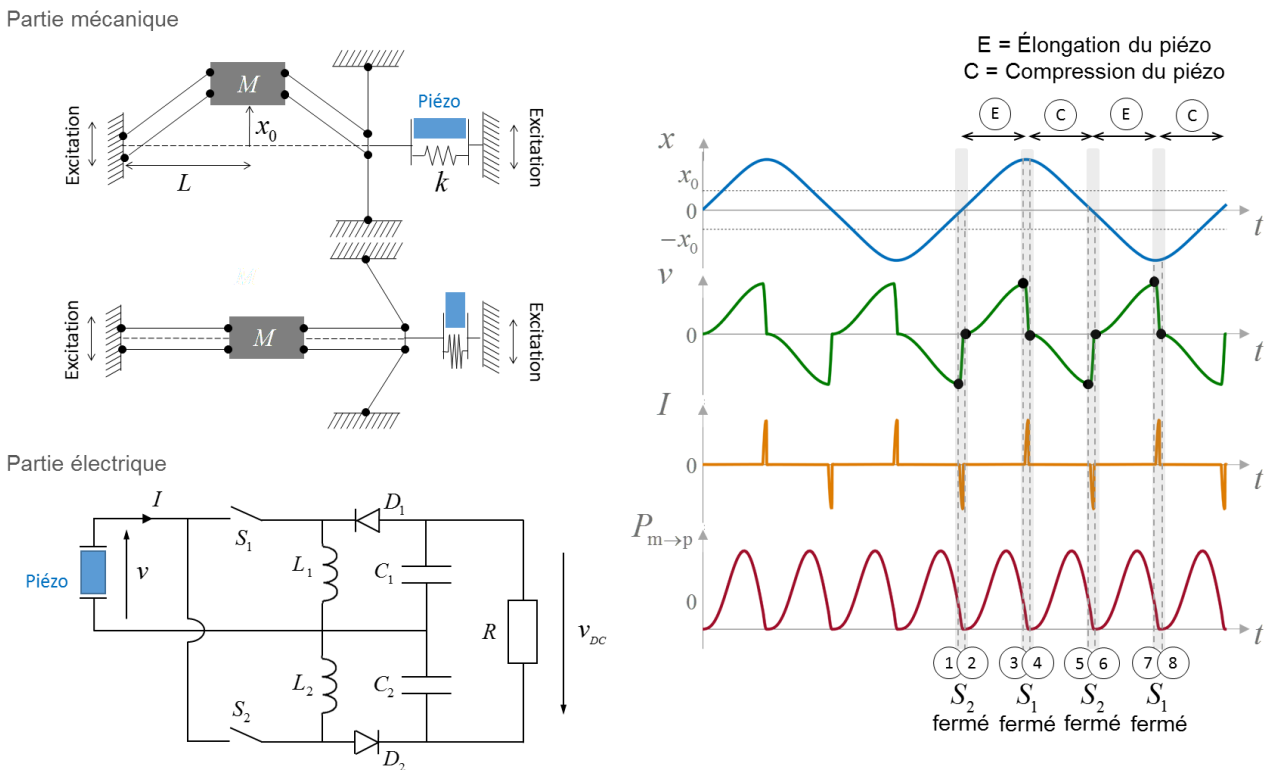 Partie mécanique
Excitation
M
x₀
L
Piézo
k
Excitation
Excitation
M
Excitation
Partie électrique
I
S₁
D₁
Piézo
v
L₁
C₁
R
v_DC
L₂
C₂
S₂
D₂
E = Élongation du piézo
C = Compression du piézo
E C E C
x
x₀
0
−x₀
t
v
0
t
I
0
t
Pm→p
0
t
1 2 3 4 5 6 7 8
S₂ S₁ S₂ S₁
fermé fermé fermé fermé